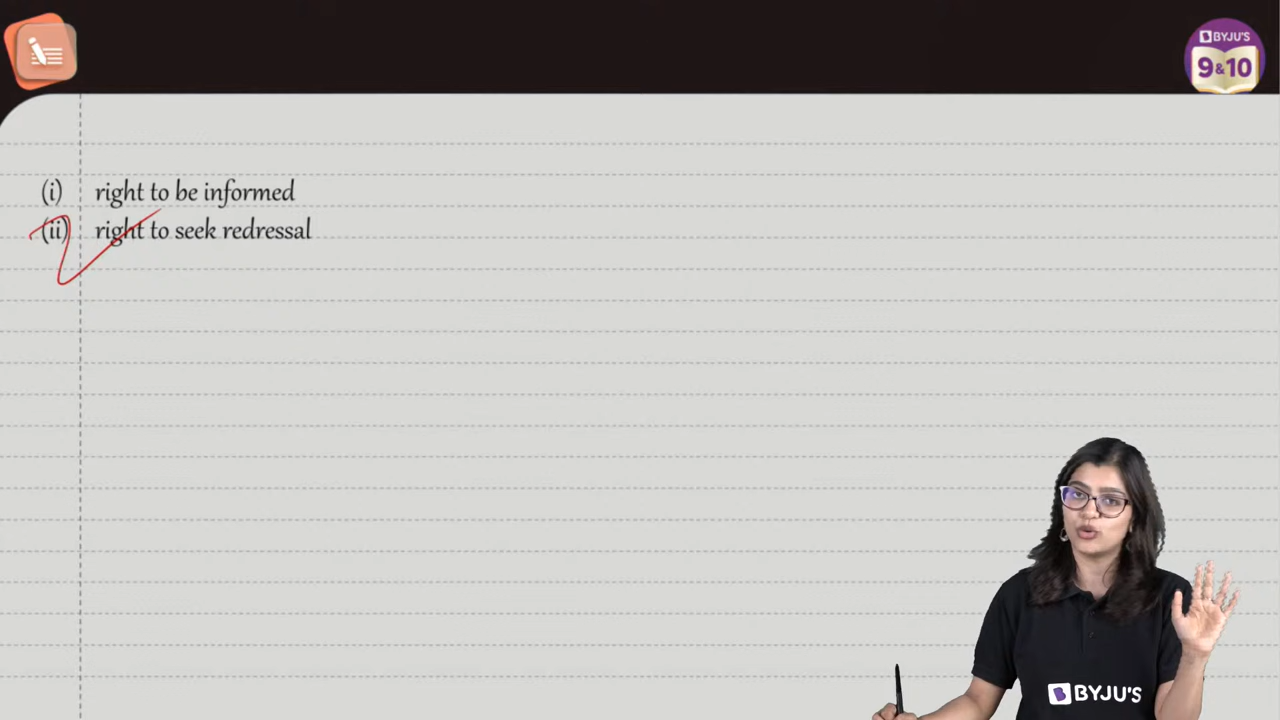 BYJU'S
9&10
(i) right to be informed
(ii) right to seek redressal
BYJU'S